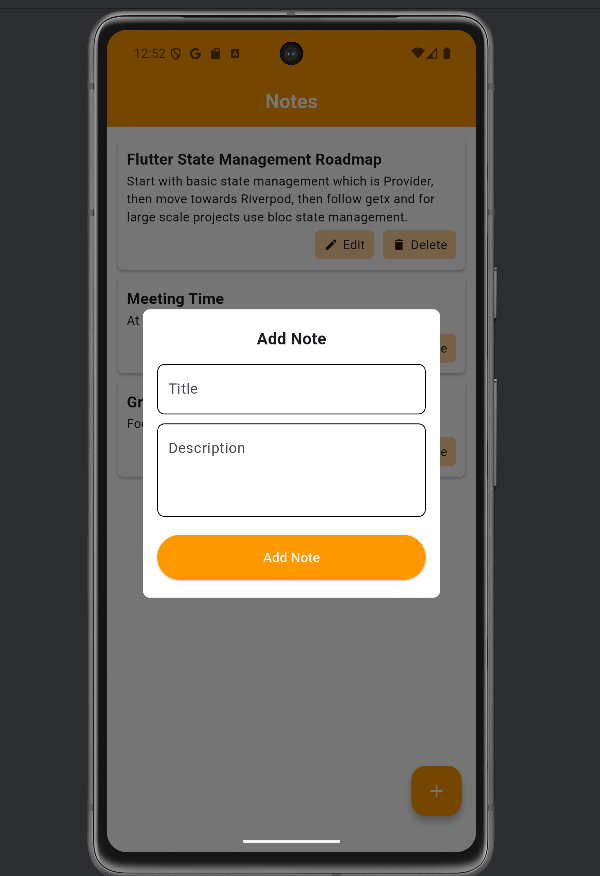 12:52
Notes
Flutter State Management Roadmap
Start with basic state management which is Provider,
then move towards Riverpod, then follow getx and for
large scale projects use bloc state management.
Edit Delete
Meeting Time
At
e
Gr
Foo
e
Add Note
Title
Description
Add Note